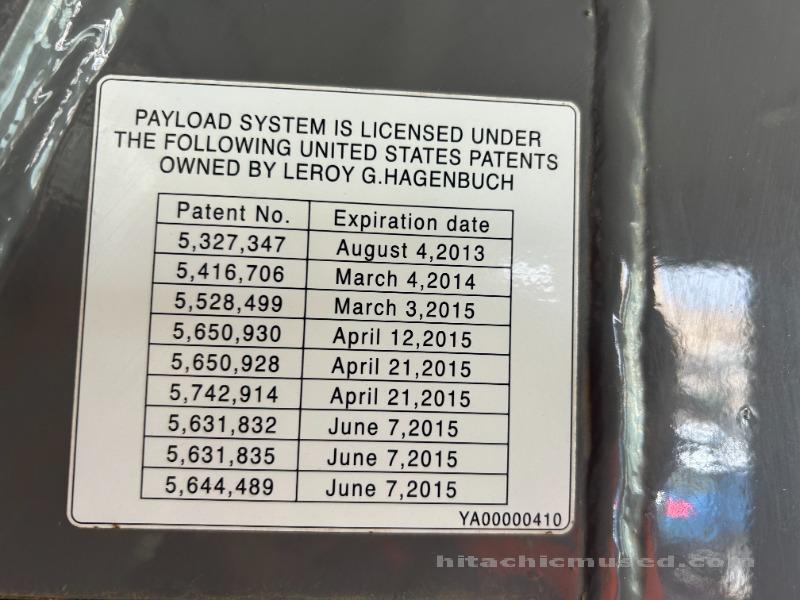 PAYLOAD SYSTEM IS LICENSED UNDER
THE FOLLOWING UNITED STATES PATENTS
OWNED BY LEROY G.HAGENBUCH
Patent No. Expiration date
5,327,347 August 4,2013
5,416,706 March 4,2014
5,528,499 March 3,2015
5,650,930 April 12,2015
5,650,928 April 21,2015
5,742,914 April 21,2015
5,631,832 June 7,2015
5,631,835 June 7,2015
5,644,489 June 7,2015
YA00000410
hitachicmused.com